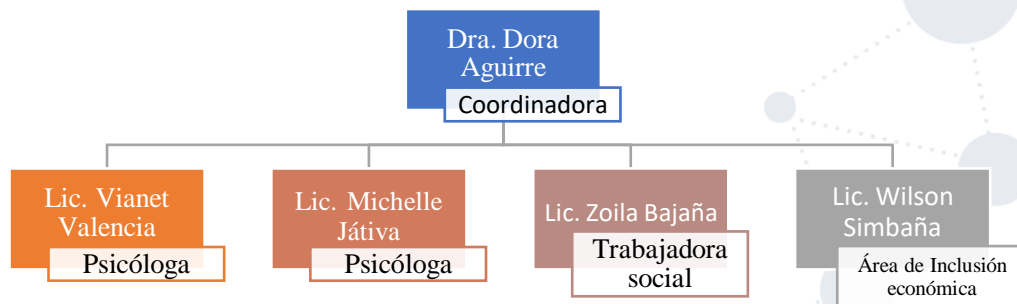 Dra. Dora
Aguirre
Coordinadora
Lic. Vianet
Valencia
Psicóloga
Lic. Michelle
Játiva
Psicóloga
Lic. Zoila Bajaña
Trabajadora
social
Lic. Wilson
Simbaña
Área de Inclusión
económica